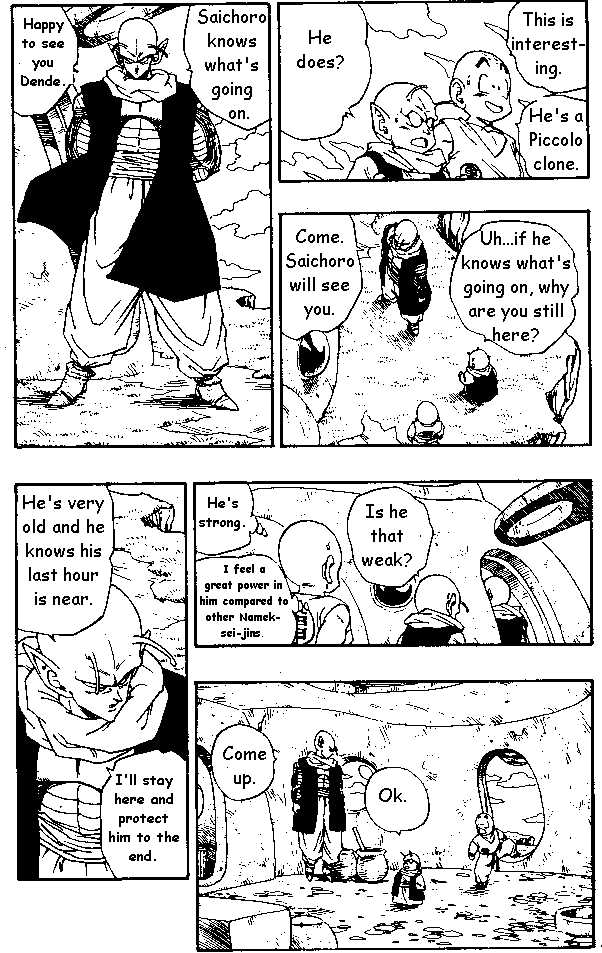 Happy
to see
you
Dende.
Saichoro
knows
what's
going
on.
He
does?
This is
interest-
ing.
He's a
Piccolo
clone.
Come.
Saichoro
will see
you.
Uh...if he
knows what's
going on, why
are you still
here?
He's very
old and he
knows his
last hour
is near.
I'll stay
here and
protect
him to the
end.
He's
strong.
I feel a
great power in
him compared to
other Namek-
sei-jins.
Is he
that
weak?
Come
up.
Ok.